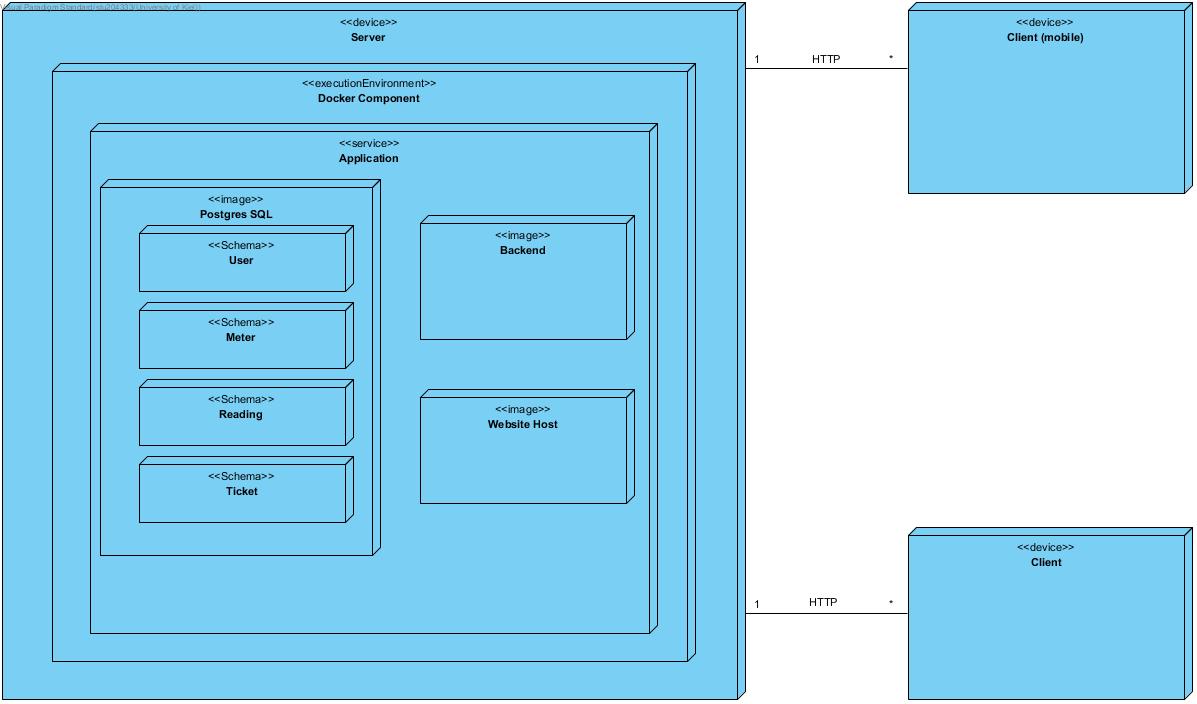 Visual Paradigm Standard(stu204333(University of Kiel))
<<device>>
Server
<<executionEnvironment>>
Docker Component
<<service>>
Application
<<image>>
Postgres SQL
<<Schema>>
User
<<Schema>>
Meter
<<Schema>>
Reading
<<Schema>>
Ticket
<<image>>
Backend
<<image>>
Website Host
1 HTTP *
<<device>>
Client (mobile)
1 HTTP *
<<device>>
Client